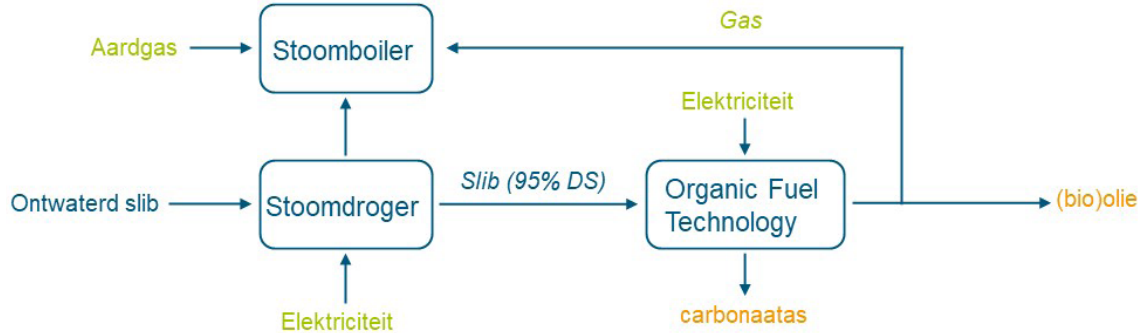 Gas
Aardgas
Stoomboiler
Elektriciteit
Ontwaterd slib
Stoomdroger
Slib (95% DS)
Organic Fuel
Technology
(bio)olie
Elektriciteit
carbonaatas